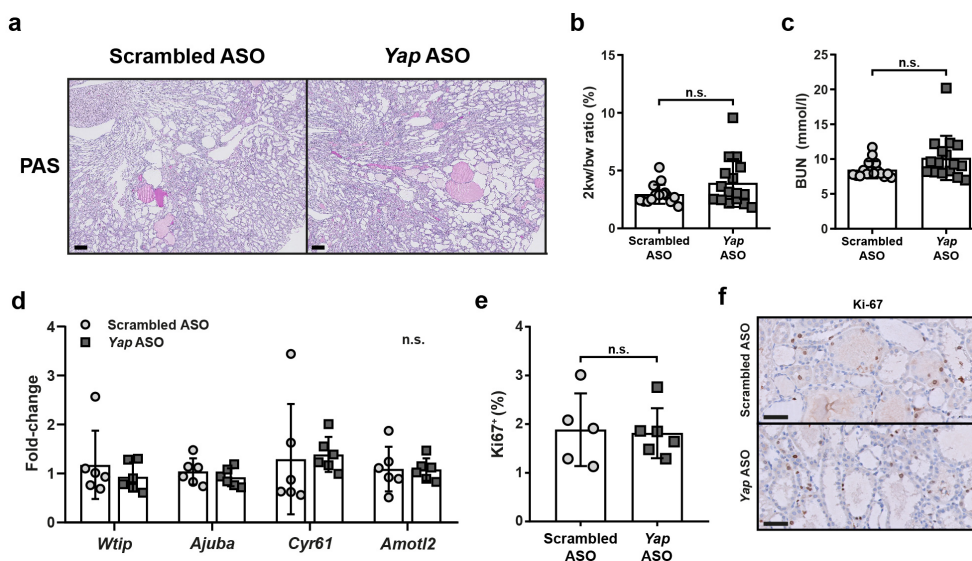 a
Scrambled ASO
Yap ASO
PAS
b
2kw/bw ratio (%)
15
10
5
0
n.s.
Scrambled
ASO
Yap
ASO
c
BUN (mmol/l)
25
20
15
10
5
0
n.s.
Scrambled
ASO
Yap
ASO
d
Scrambled ASO
Yap ASO
n.s.
Fold-change
4
3
2
1
0
Wtip
Ajuba
Cyr61
Amotl2
e
Ki67⁺ (%)
4
3
2
1
0
n.s.
Scrambled
ASO
Yap
ASO
f
Ki-67
Scrambled ASO
Yap ASO